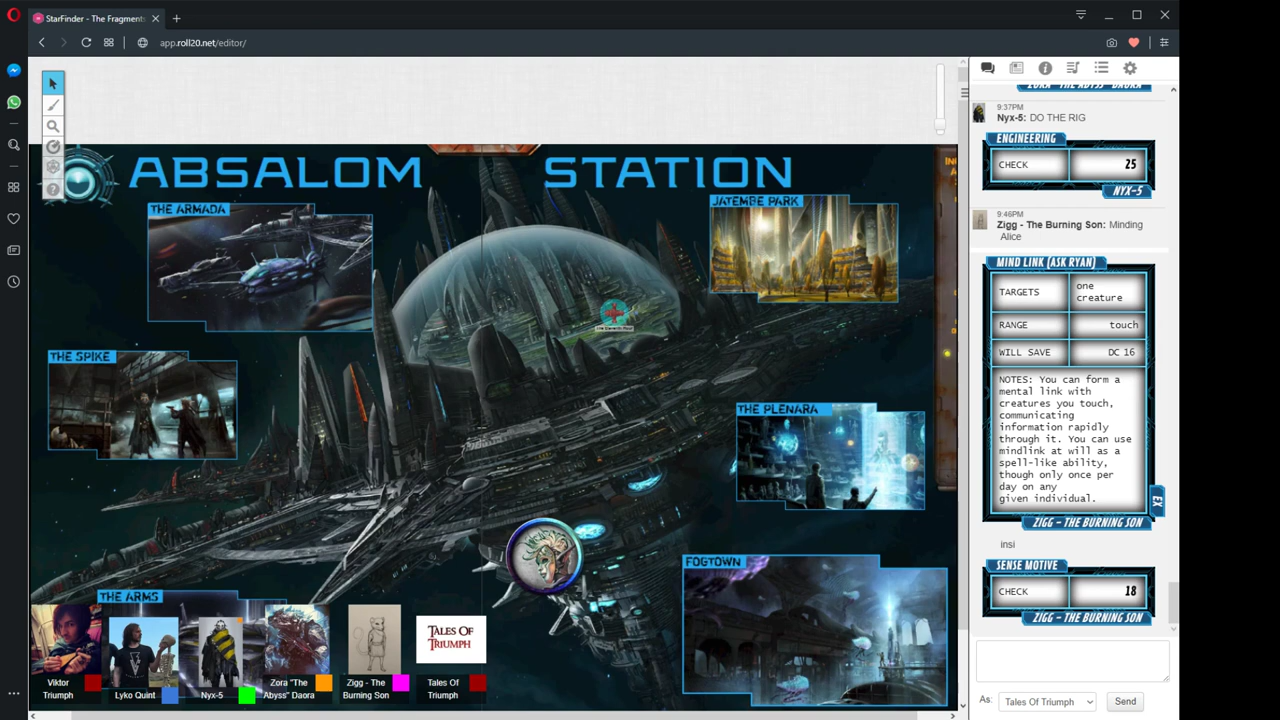 StarFinder - The Fragments
app.roll20.net/editor/
ABSALOM STATION
THE ARMADA
JATEMBE PARK
THE SPIKE
THE PLENARA
FOGTOWN
THE ARMS
TALES OF
TRIUMPH
Viktor
Triumph
Lyko Quint
Nyx-5
Zora "The
Abyss" Daora
Zigg - The
Burning Son
Tales Of
Triumph
ZORA "THE ABYSS" DAORA
9:37PM
Nyx-5: DO THE RIG
ENGINEERING
CHECK 25
NYX-5
9:46PM
Zigg - The Burning Son: Minding
Alice
MIND LINK (ASK RYAN)
TARGETS one
creature
RANGE touch
WILL SAVE DC 16
NOTES: You can form a
mental link with
creatures you touch,
communicating
information rapidly
through it. You can use
mindlink at will as a
spell-like ability,
though only once per
day on any
given individual.
EX
ZIGG - THE BURNING SON
insi
SENSE MOTIVE
CHECK 18
ZIGG - THE BURNING SON
As: Tales Of Triumph
Send